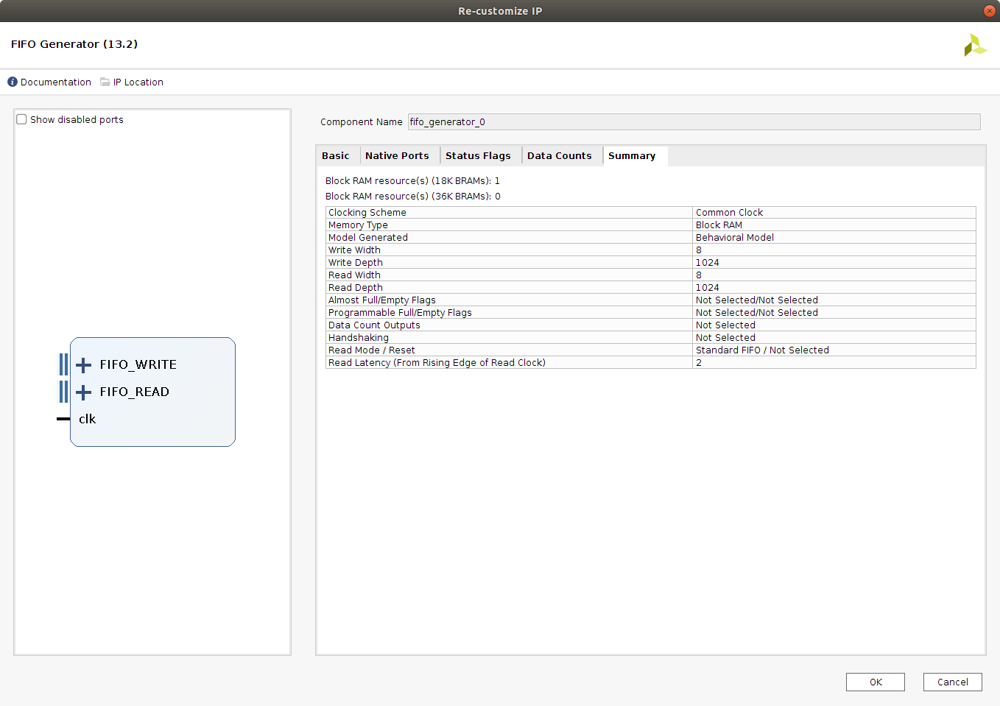 Re-customize IP
FIFO Generator (13.2)
Documentation IP Location
Show disabled ports
FIFO_WRITE
FIFO_READ
clk
Component Name fifo_generator_0
Basic Native Ports Status Flags Data Counts Summary
Block RAM resource(s) (18K BRAMs): 1
Block RAM resource(s) (36K BRAMs): 0
Clocking Scheme Common Clock
Memory Type Block RAM
Model Generated Behavioral Model
Write Width 8
Write Depth 1024
Read Width 8
Read Depth 1024
Almost Full/Empty Flags Not Selected/Not Selected
Programmable Full/Empty Flags Not Selected/Not Selected
Data Count Outputs Not Selected
Handshaking Not Selected
Read Mode / Reset Standard FIFO / Not Selected
Read Latency (From Rising Edge of Read Clock) 2
OK Cancel